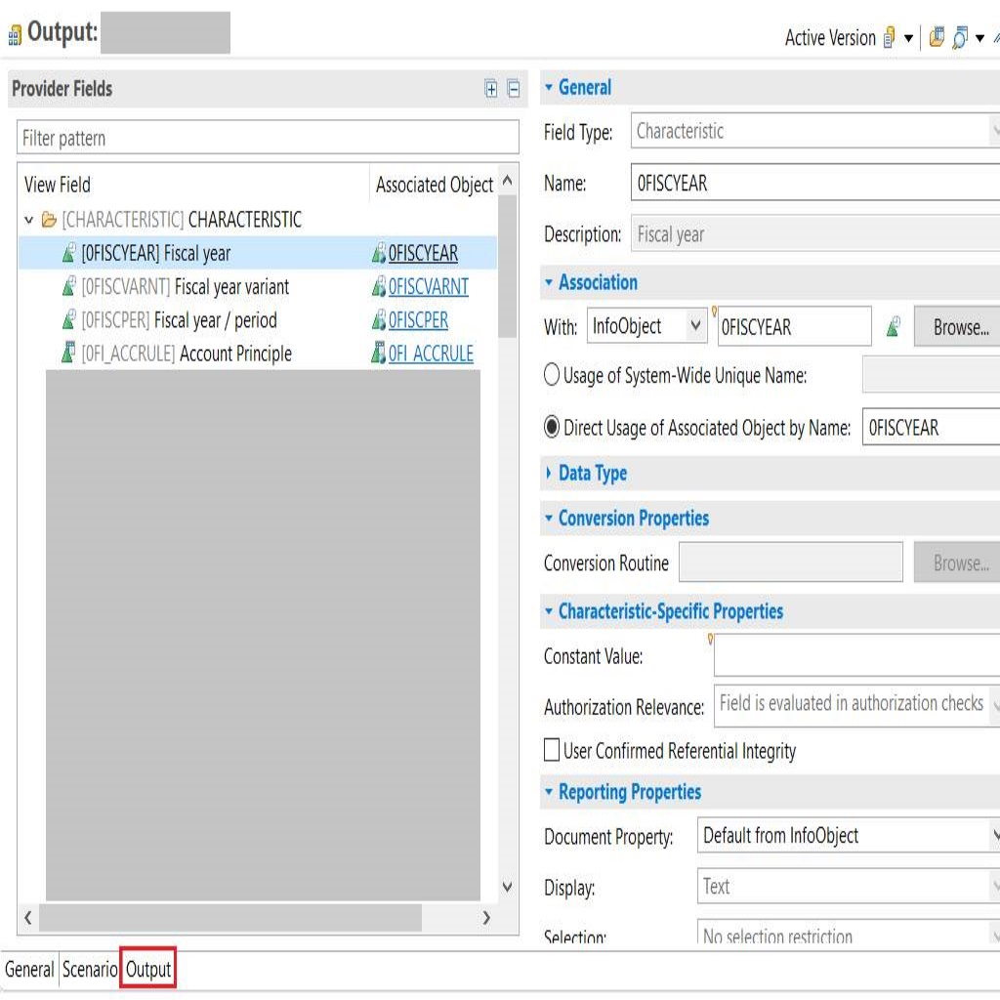 Output:
Active Version
Provider Fields
Filter pattern
View Field Associated Object
[CHARACTERISTIC] CHARACTERISTIC
[0FISCYEAR] Fiscal year 0FISCYEAR
[0FISCVARNT] Fiscal year variant 0FISCVARNT
[0FISCPER] Fiscal year / period 0FISCPER
[0FI_ACCRULE] Account Principle 0FI_ACCRULE
General
Field Type: Characteristic
Name: 0FISCYEAR
Description: Fiscal year
Association
With: InfoObject 0FISCYEAR Browse...
Usage of System-Wide Unique Name:
Direct Usage of Associated Object by Name: 0FISCYEAR
Data Type
Conversion Properties
Conversion Routine Browse...
Characteristic-Specific Properties
Constant Value:
Authorization Relevance: Field is evaluated in authorization checks
User Confirmed Referential Integrity
Reporting Properties
Document Property: Default from InfoObject
Display: Text
Selection: No selection restriction
General Scenario Output